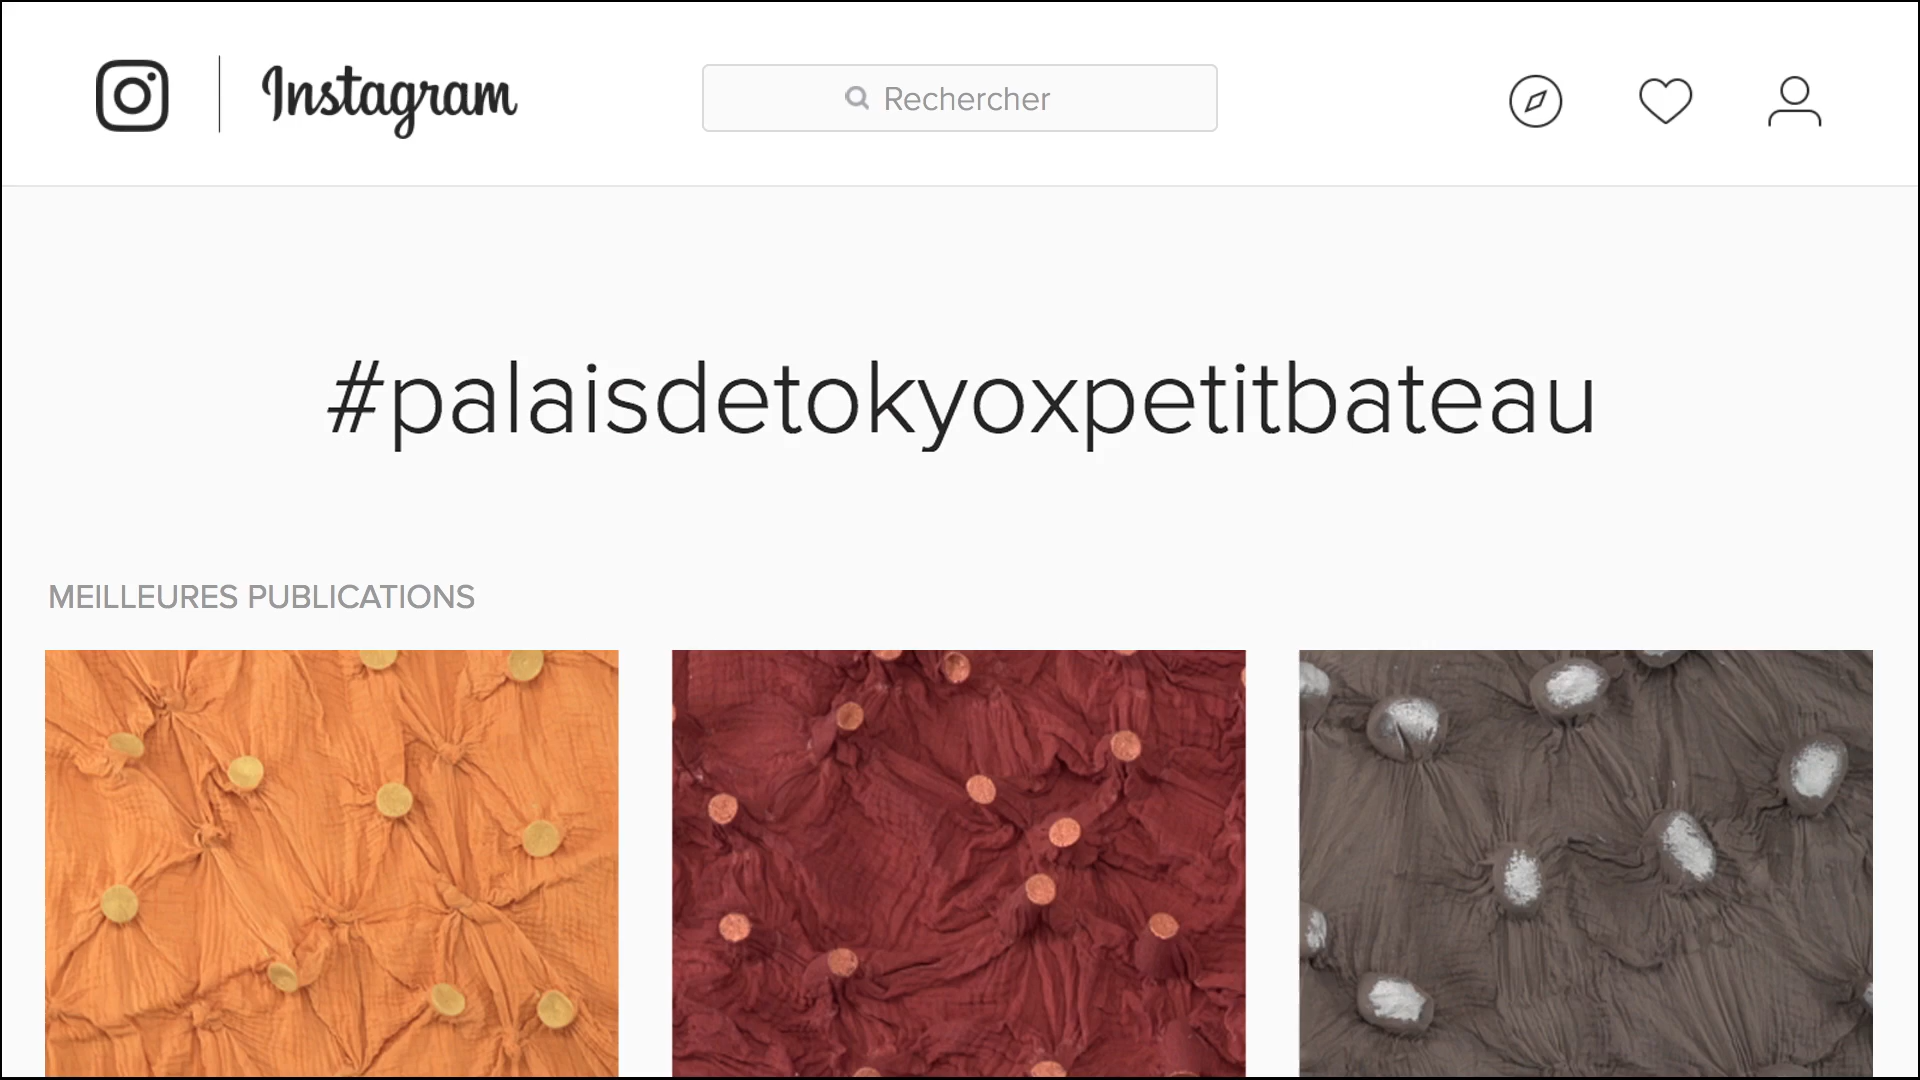 Instagram
Rechercher
#palaisdetokyoxpetitbateau
MEILLEURES PUBLICATIONS